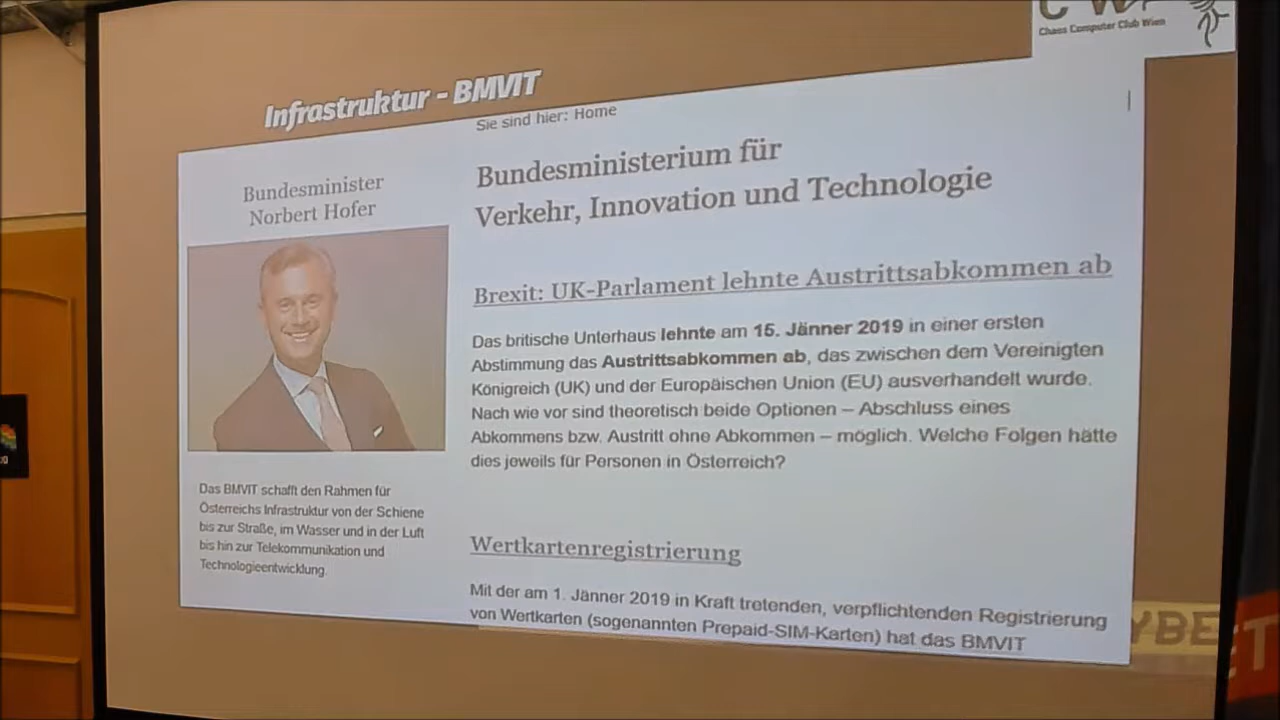 Chaos Computer Club Wien
Infrastruktur - BMVIT
Sie sind hier: Home
Bundesminister
Norbert Hofer
Das BMVIT schafft den Rahmen für
Österreichs Infrastruktur von der Schiene
bis zur Straße, im Wasser und in der Luft
bis hin zur Telekommunikation und
Technologieentwicklung.
Bundesministerium für
Verkehr, Innovation und Technologie
Brexit: UK-Parlament lehnte Austrittsabkommen ab
Das britische Unterhaus lehnte am 15. Jänner 2019 in einer ersten
Abstimmung das Austrittsabkommen ab, das zwischen dem Vereinigten
Königreich (UK) und der Europäischen Union (EU) ausverhandelt wurde.
Nach wie vor sind theoretisch beide Optionen – Abschluss eines
Abkommens bzw. Austritt ohne Abkommen – möglich. Welche Folgen hätte
dies jeweils für Personen in Österreich?
Wertkartenregistrierung
Mit der am 1. Jänner 2019 in Kraft tretenden, verpflichtenden Registrierung
von Wertkarten (sogenannten Prepaid-SIM-Karten) hat das BMVIT